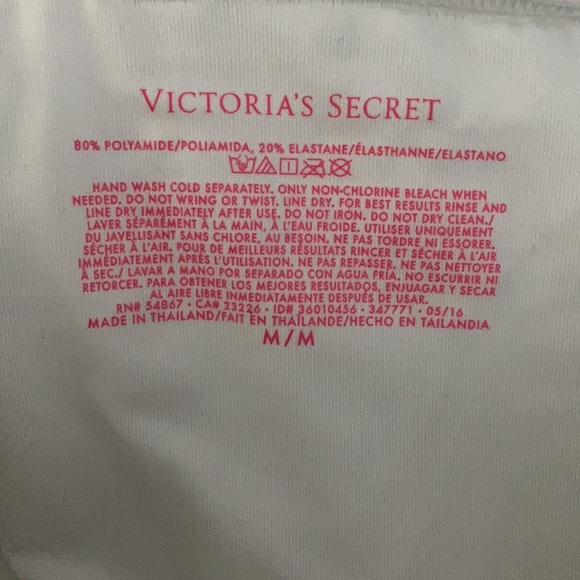 VICTORIA'S SECRET
80% POLYAMIDE/POLIAMIDA, 20% ELASTANE/ÉLASTHANNE/ELASTANO
HAND WASH COLD SEPARATELY. ONLY NON-CHLORINE BLEACH WHEN
NEEDED. DO NOT WRING OR TWIST. LINE DRY. FOR BEST RESULTS RINSE AND
LINE DRY IMMEDIATELY AFTER USE. DO NOT IRON. DO NOT DRY CLEAN./
LAVER SÉPARÉMENT À LA MAIN, À L'EAU FROIDE. UTILISER UNIQUEMENT
DU JAVELLISANT SANS CHLORE, AU BESOIN. NE PAS TORDRE NI ESSORER.
SÉCHER À L'AIR. POUR DE MEILLEURS RÉSULTATS RINCER ET SÉCHER À L'AIR
IMMÉDIATEMENT APRÈS L'UTILISATION. NE PAS REPASSER. NE PAS NETTOYER
À SEC./ LAVAR A MANO POR SEPARADO CON AGUA FRÍA. NO ESCURRIR NI
RETORCER. PARA OBTENER LOS MEJORES RESULTADOS, ENJUAGAR Y SECAR
AL AIRE LIBRE INMEDIATAMENTE DESPUÉS DE USAR.
RN# 54867 • CA# 23226 • ID# 36010456 • 347771 • 05/16
MADE IN THAILAND/FAIT EN THAÏLANDE/HECHO EN TAILANDIA
M/M